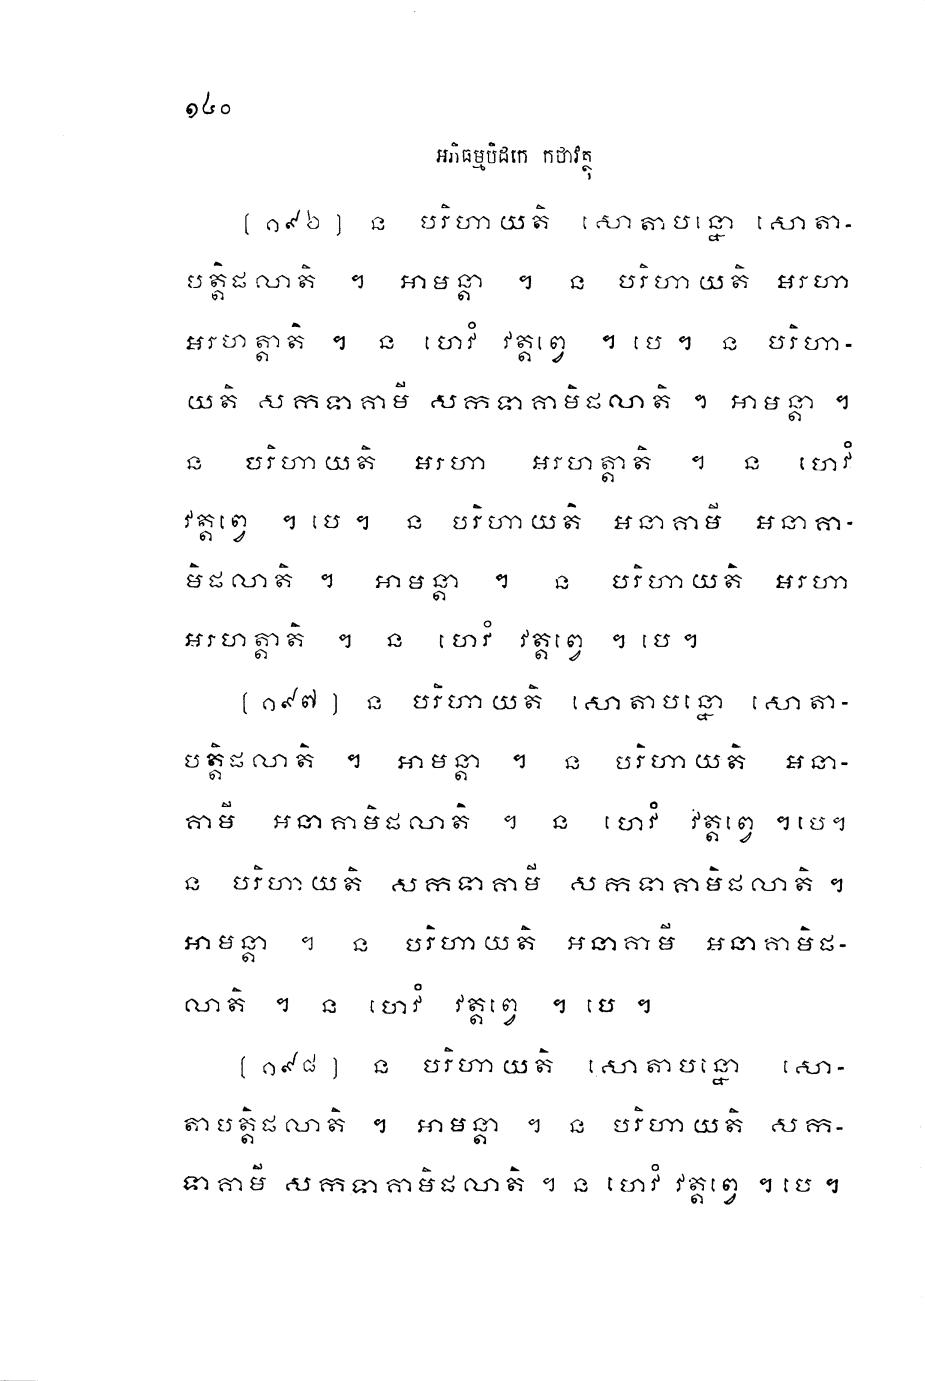 ១៤០
អភិធម្មបិដកេ កថាវត្ថុ
[១៩៦] ន បរិហាយតិ សោតាបន្នោ សោតា-
បត្តិផលាតិ ។ អាមន្តា ។ ន បរិហាយតិ អរហា
អរហត្តាតិ ។ ន ហេវំ វត្តព្វេ ។ បេ ។ ន បរិហា-
យតិ សកទាគាមី សកទាគាមិផលាតិ ។ អាមន្តា ។
ន បរិហាយតិ អរហា អរហត្តាតិ ។ ន ហេវំ
វត្តព្វេ ។ បេ ។ ន បរិហាយតិ អនាគាមី អនាគា-
មិផលាតិ ។ អាមន្តា ។ ន បរិហាយតិ អរហា
អរហត្តាតិ ។ ន ហេវំ វត្តព្វេ ។ បេ ។
[១៩៧] ន បរិហាយតិ សោតាបន្នោ សោតា-
បត្តិផលាតិ ។ អាមន្តា ។ ន បរិហាយតិ អនា-
គាមី អនាគាមិផលាតិ ។ ន ហេវំ វត្តព្វេ ។ បេ ។
ន បរិហាយតិ សកទាគាមី សកទាគាមិផលាតិ ។
អាមន្តា ។ ន បរិហាយតិ អនាគាមី អនាគាមិផ-
លាតិ ។ ន ហេវំ វត្តព្វេ ។ បេ ។
[១៩៨] ន បរិហាយតិ សោតាបន្នោ សោ-
តាបត្តិផលាតិ ។ អាមន្តា ។ ន បរិហាយតិ សក-
ទាគាមី សកទាគាមិផលាតិ ។ ន ហេវំ វត្តព្វេ ។ បេ ។